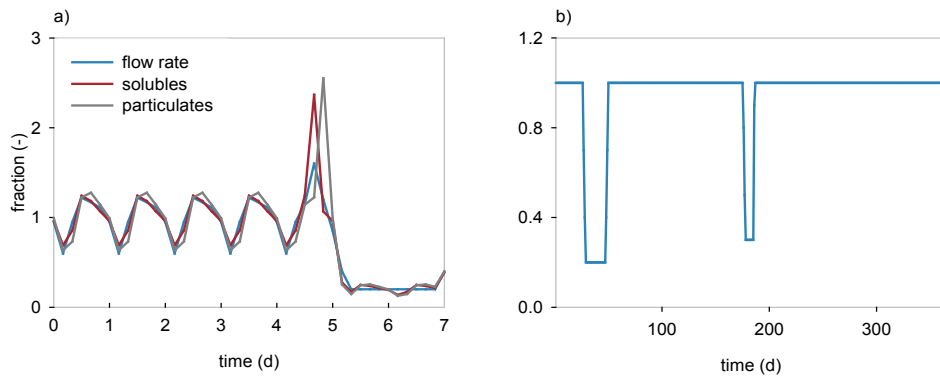 a)
3
2
1
0
fraction (-)
flow rate
solubles
particulates
0 1 2 3 4 5 6 7
time (d)
b)
1.2
0.8
0.4
0.0
100 200 300
time (d)